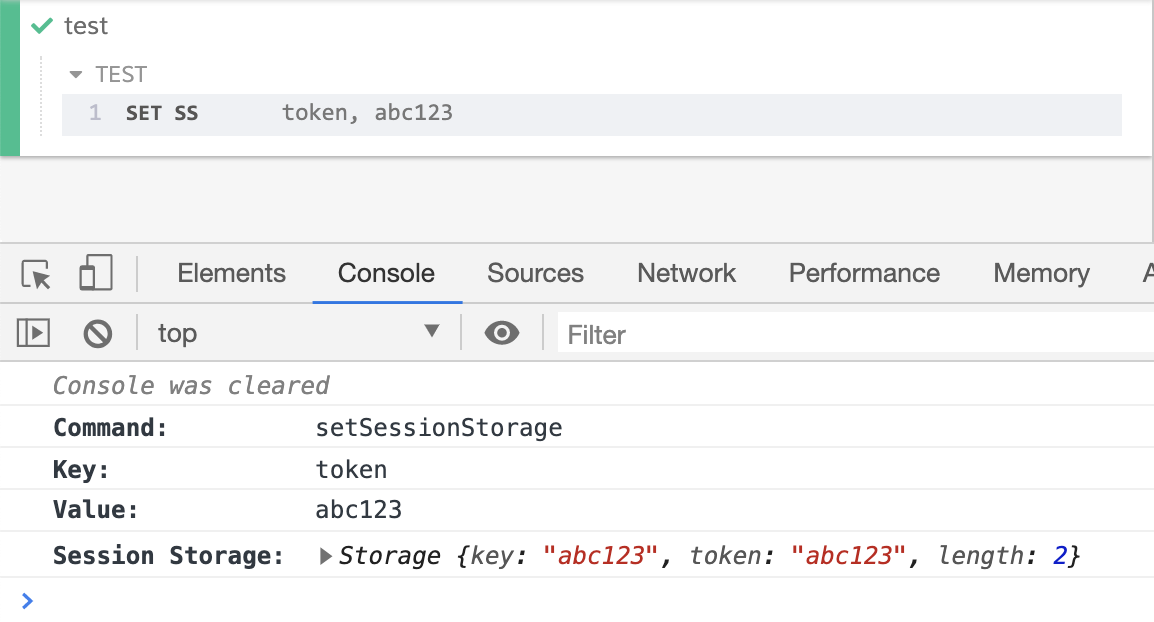 test
TEST
1 SET SS token, abc123
Elements Console Sources Network Performance Memory A
top Filter
Console was cleared
Command: setSessionStorage
Key: token
Value: abc123
Session Storage: Storage {key: "abc123", token: "abc123", length: 2}